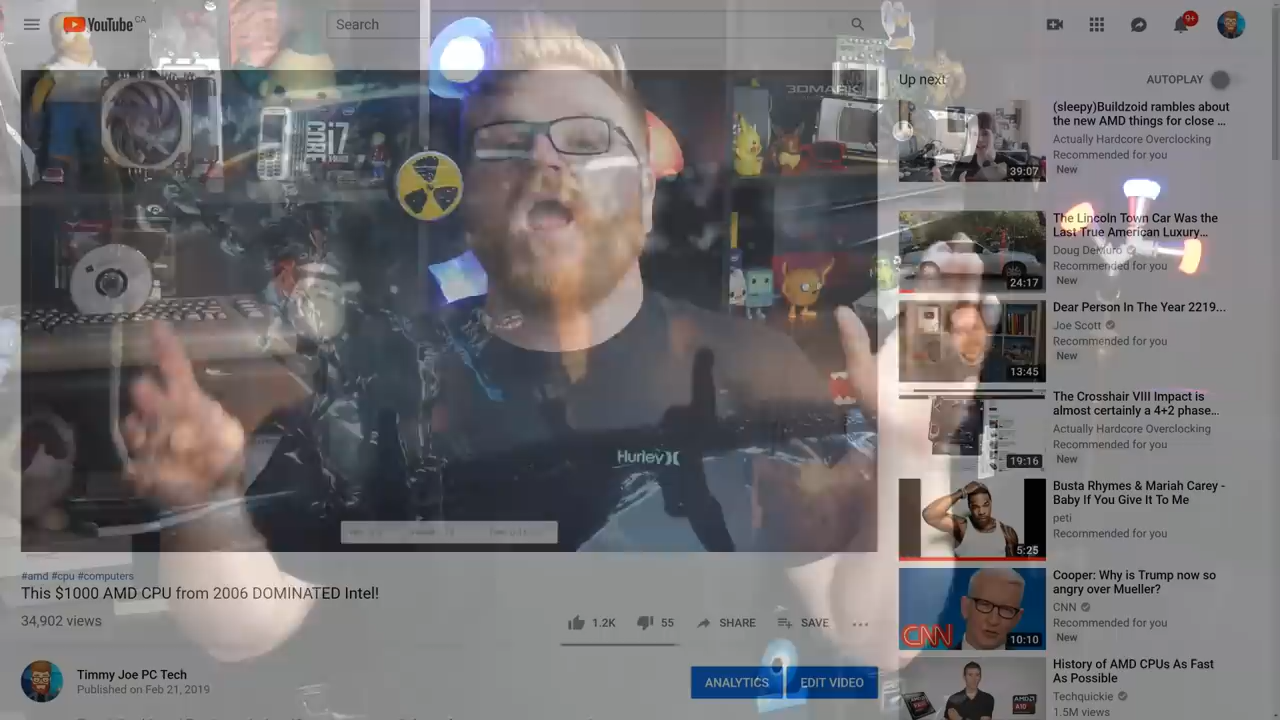 YouTube CA
Search
9+
3DMARK
CORE i7
Hurley
#amd #cpu #computers
This $1000 AMD CPU from 2006 DOMINATED Intel!
34,902 views
1.2K
55
SHARE
SAVE
Timmy Joe PC Tech
Published on Feb 21, 2019
ANALYTICS
EDIT VIDEO
Up next
AUTOPLAY
39:07
(sleepy)Buildzoid rambles about
the new AMD things for close ...
Actually Hardcore Overclocking
Recommended for you
New
24:17
The Lincoln Town Car Was the
Last True American Luxury...
Doug DeMuro
Recommended for you
New
13:45
Dear Person In The Year 2219...
Joe Scott
Recommended for you
New
19:16
The Crosshair VIII Impact is
almost certainly a 4+2 phase...
Actually Hardcore Overclocking
Recommended for you
New
5:25
Busta Rhymes & Mariah Carey -
Baby If You Give It To Me
peti
Recommended for you
CNN
10:10
Cooper: Why is Trump now so
angry over Mueller?
CNN
Recommended for you
New
History of AMD CPUs As Fast
As Possible
Techquickie
1.5M views